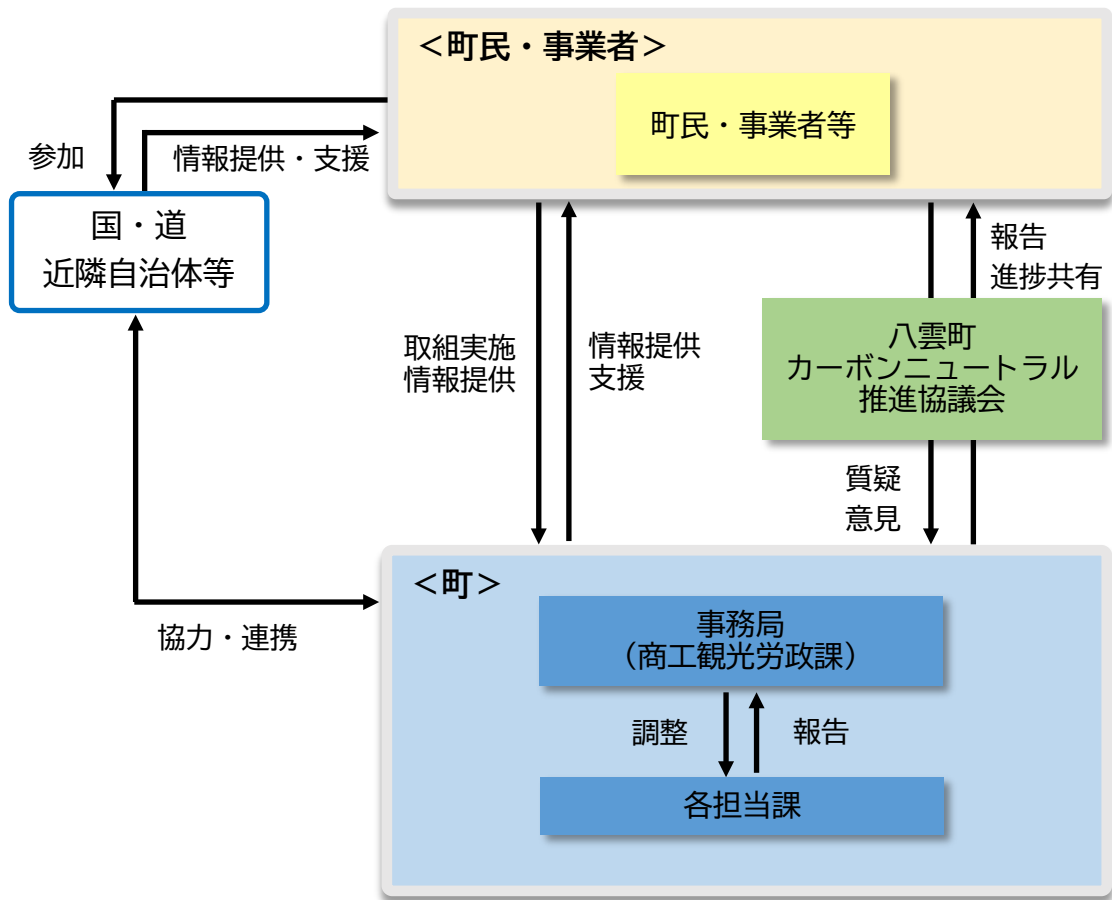 ＜町民・事業者＞
町民・事業者等
参加
情報提供・支援
国・道
近隣自治体等
報告
進捗共有
取組実施
情報提供
情報提供
支援
八雲町
カーボンニュートラル
推進協議会
質疑
意見
協力・連携
＜町＞
事務局
（商工観光労政課）
調整
報告
各担当課